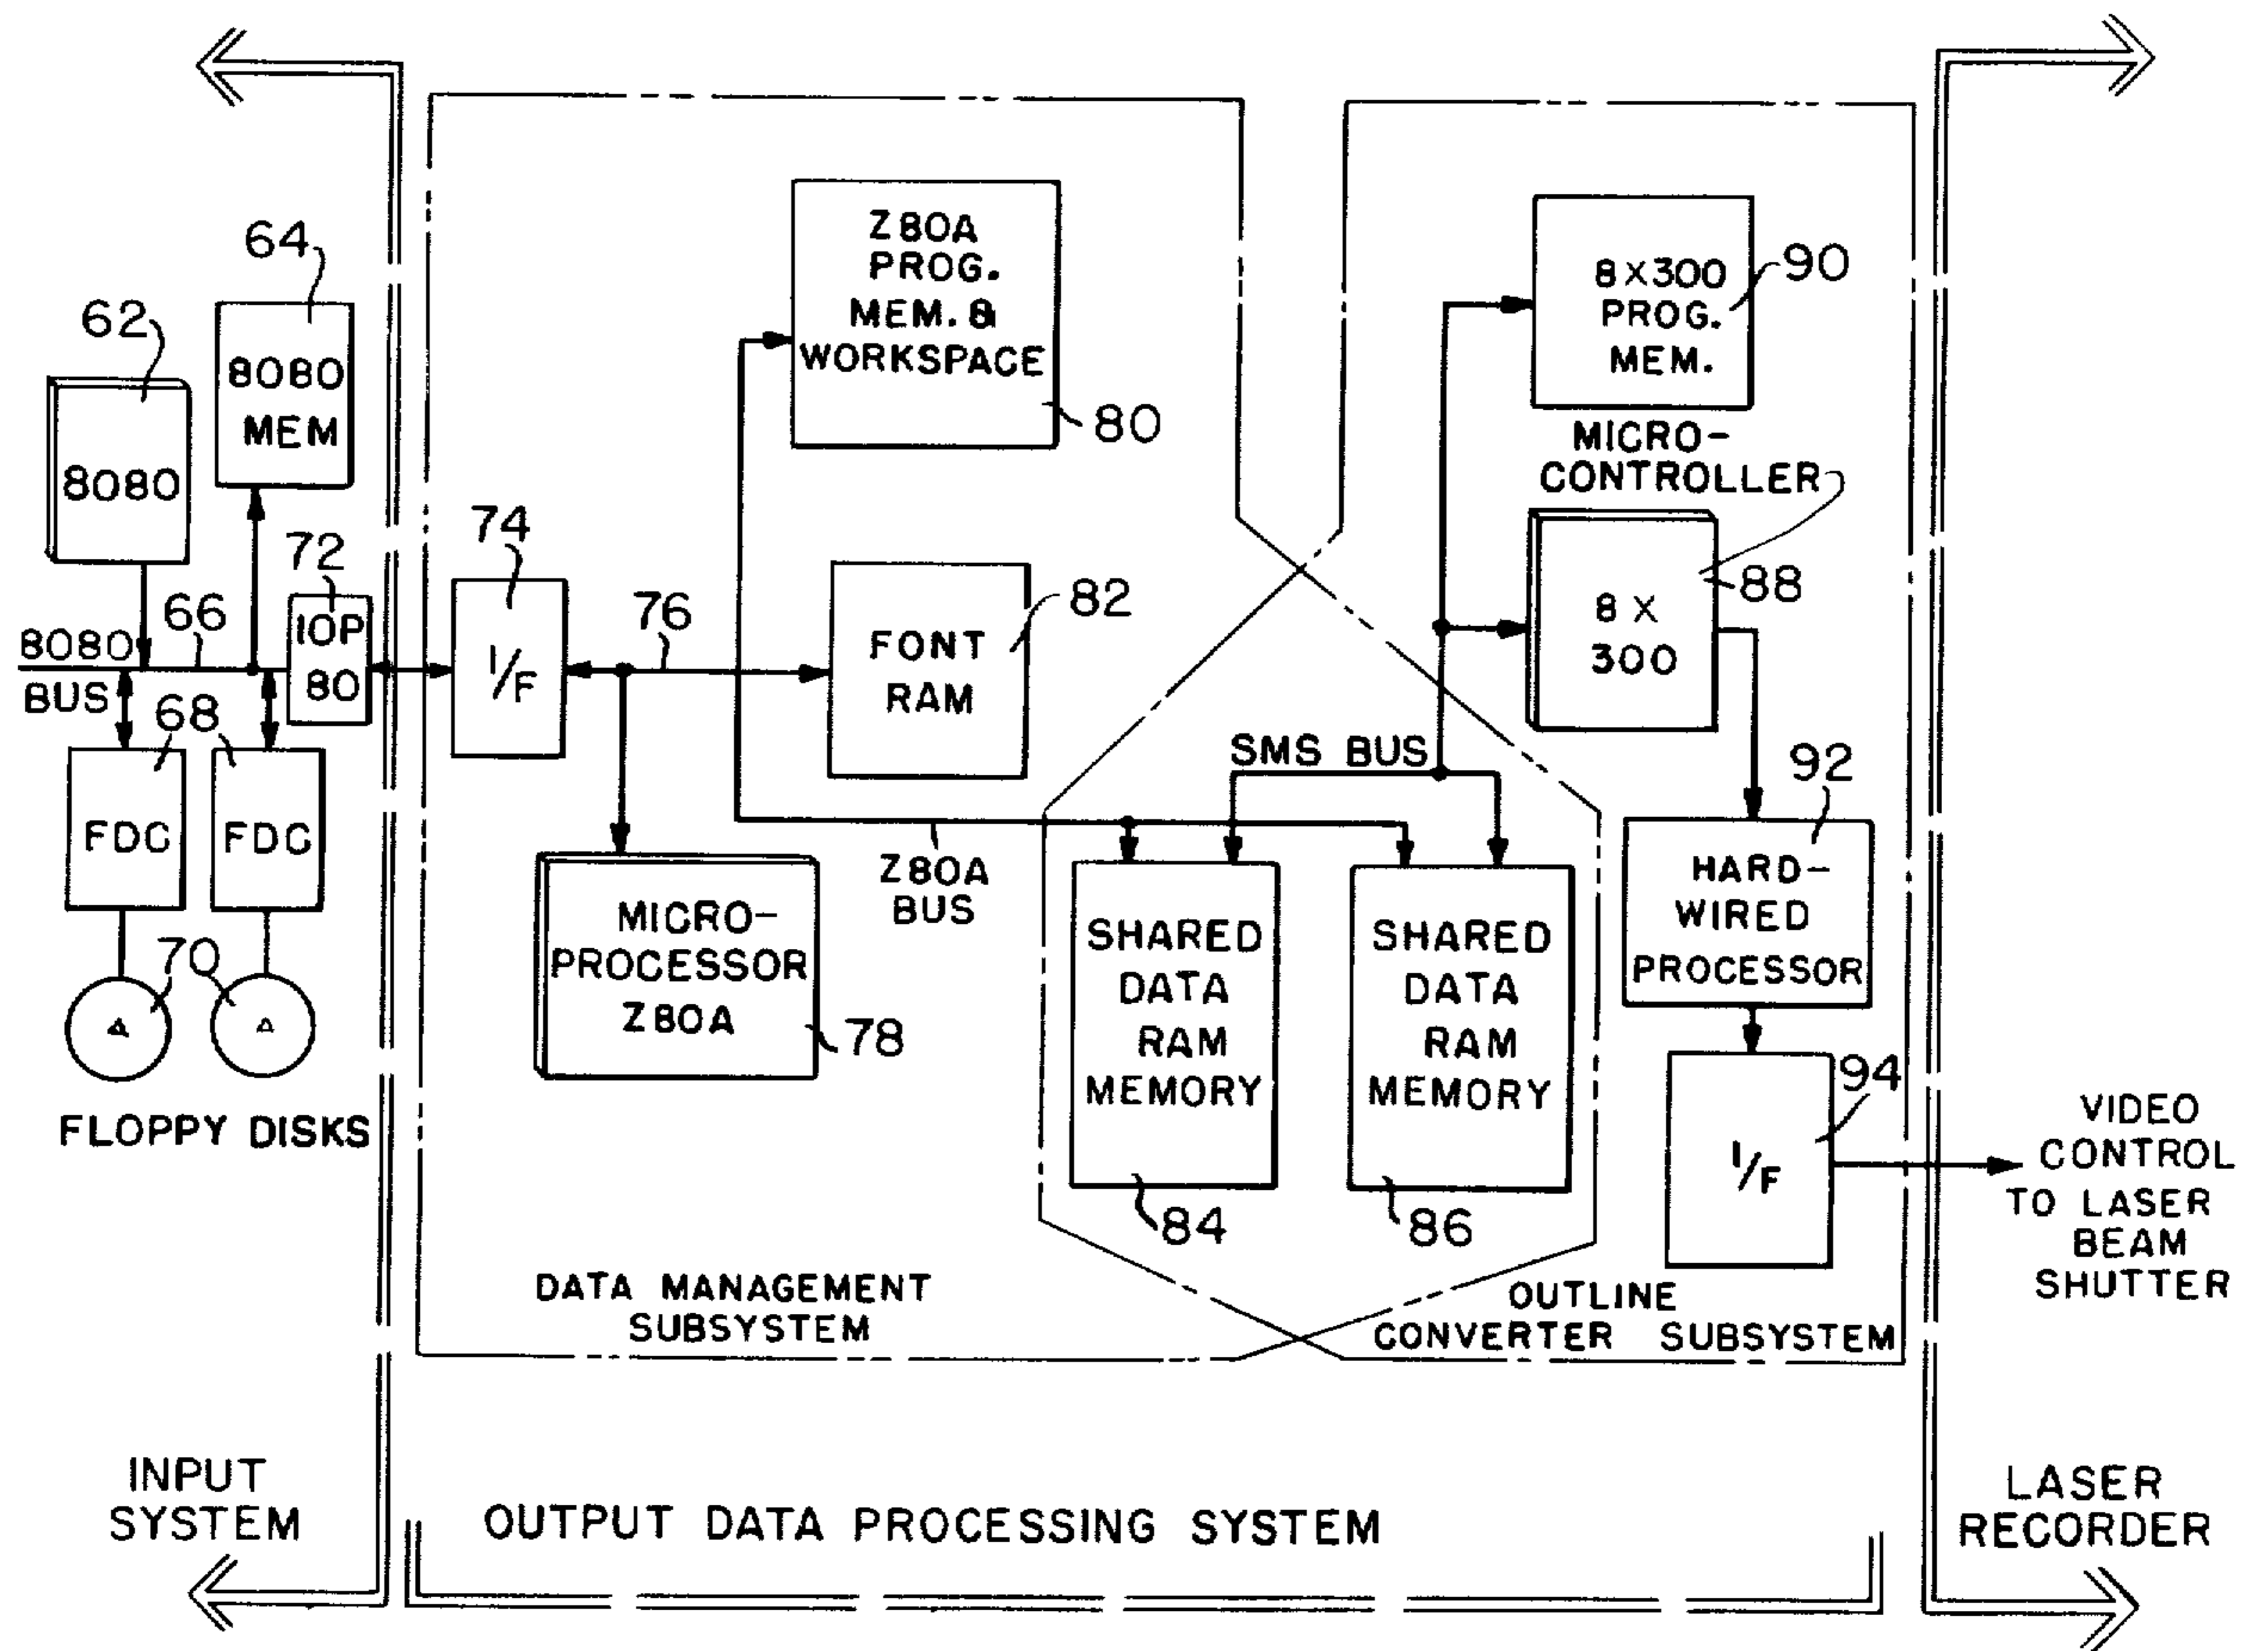 62
8080
64
8080
MEM
8080
BUS
66
72
IOP
80
68
FDC
FDC
70
FLOPPY DISKS
74
I/F
76
Z80A
PROG.
MEM. &
WORKSPACE
80
FONT
RAM
82
MICRO-
PROCESSOR
Z80A
78
Z80A
BUS
SMS BUS
SHARED
DATA
RAM
MEMORY
84
SHARED
DATA
RAM
MEMORY
86
8X300
PROG.
MEM.
90
MICRO-
CONTROLLER
8 X
300
88
92
HARD-
WIRED
PROCESSOR
94
I/F
VIDEO
CONTROL
TO LASER
BEAM
SHUTTER
DATA MANAGEMENT
SUBSYSTEM
OUTLINE
CONVERTER SUBSYSTEM
INPUT
SYSTEM
OUTPUT DATA PROCESSING SYSTEM
LASER
RECORDER